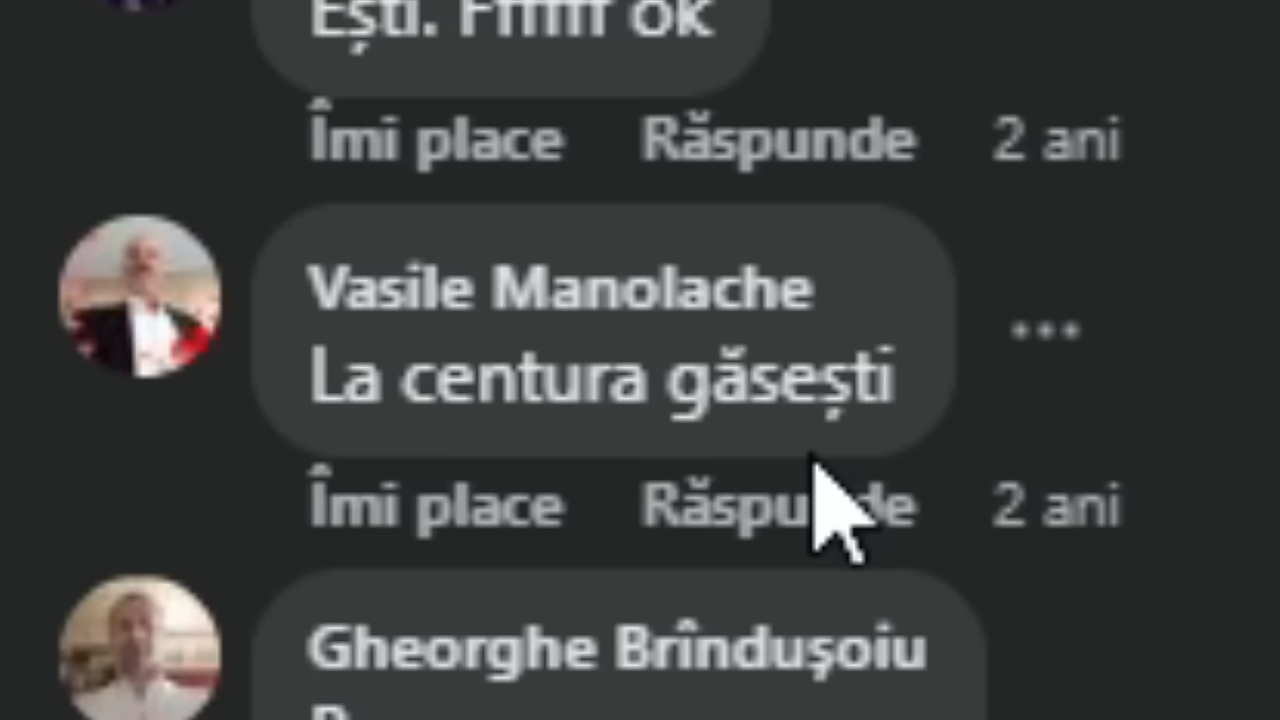 Ești. Ffffff ok
Îmi place Răspunde 2 ani
Vasile Manolache
La centura găsești
Îmi place Răspunde 2 ani
Gheorghe Brîndușoiu